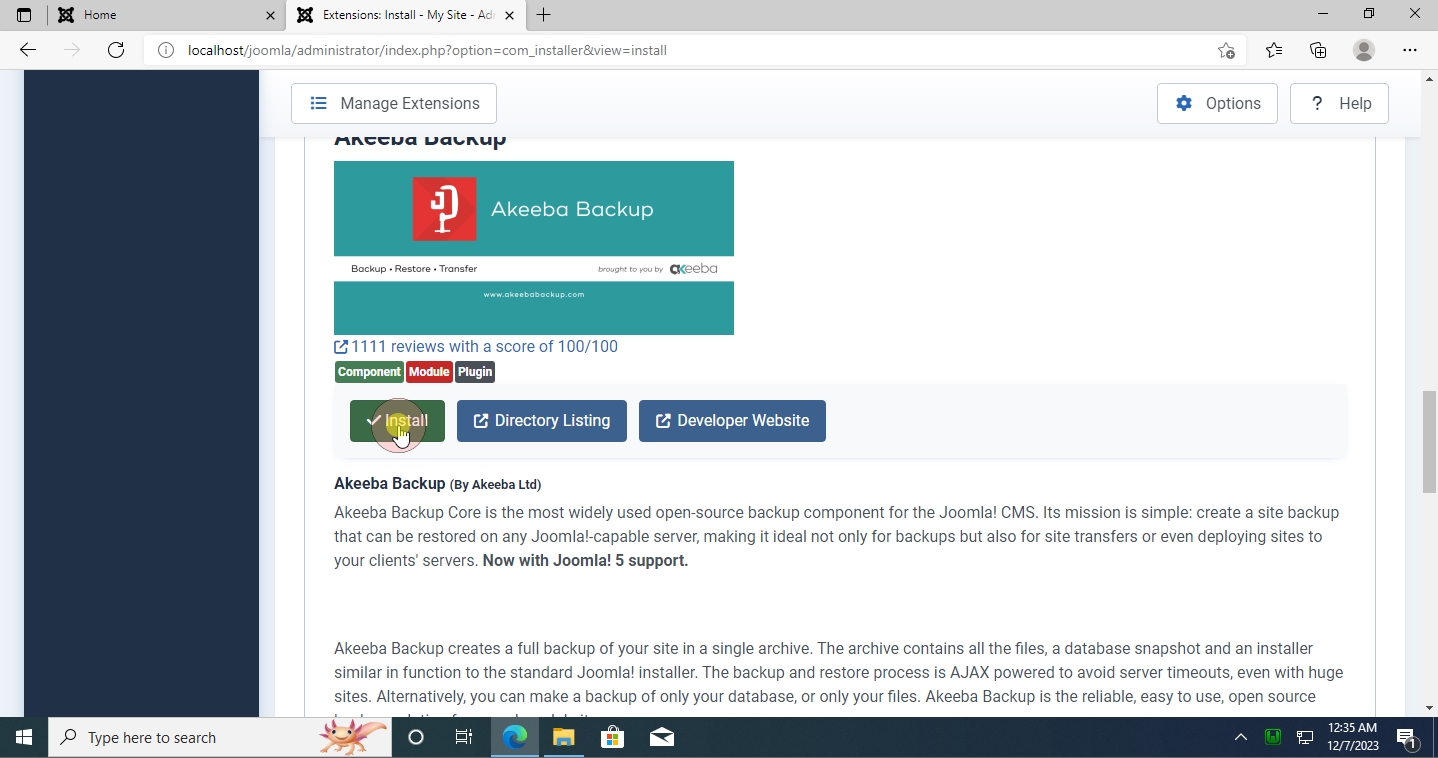 Home
Extensions: Install - My Site - Adr
localhost/joomla/administrator/index.php?option=com_installer&view=install
Manage Extensions
Options
? Help
Akeeba Backup
Akeeba Backup
Backup • Restore • Transfer
brought to you by akeeba
www.akeebabackup.com
1111 reviews with a score of 100/100
Component Module Plugin
Install
Directory Listing
Developer Website
Akeeba Backup (By Akeeba Ltd)
Akeeba Backup Core is the most widely used open-source backup component for the Joomla! CMS. Its mission is simple: create a site backup
that can be restored on any Joomla!-capable server, making it ideal not only for backups but also for site transfers or even deploying sites to
your clients' servers. Now with Joomla! 5 support.
Akeeba Backup creates a full backup of your site in a single archive. The archive contains all the files, a database snapshot and an installer
similar in function to the standard Joomla! installer. The backup and restore process is AJAX powered to avoid server timeouts, even with huge
sites. Alternatively, you can make a backup of only your database, or only your files. Akeeba Backup is the reliable, easy to use, open source
Type here to search
12:35 AM
12/7/2023
1